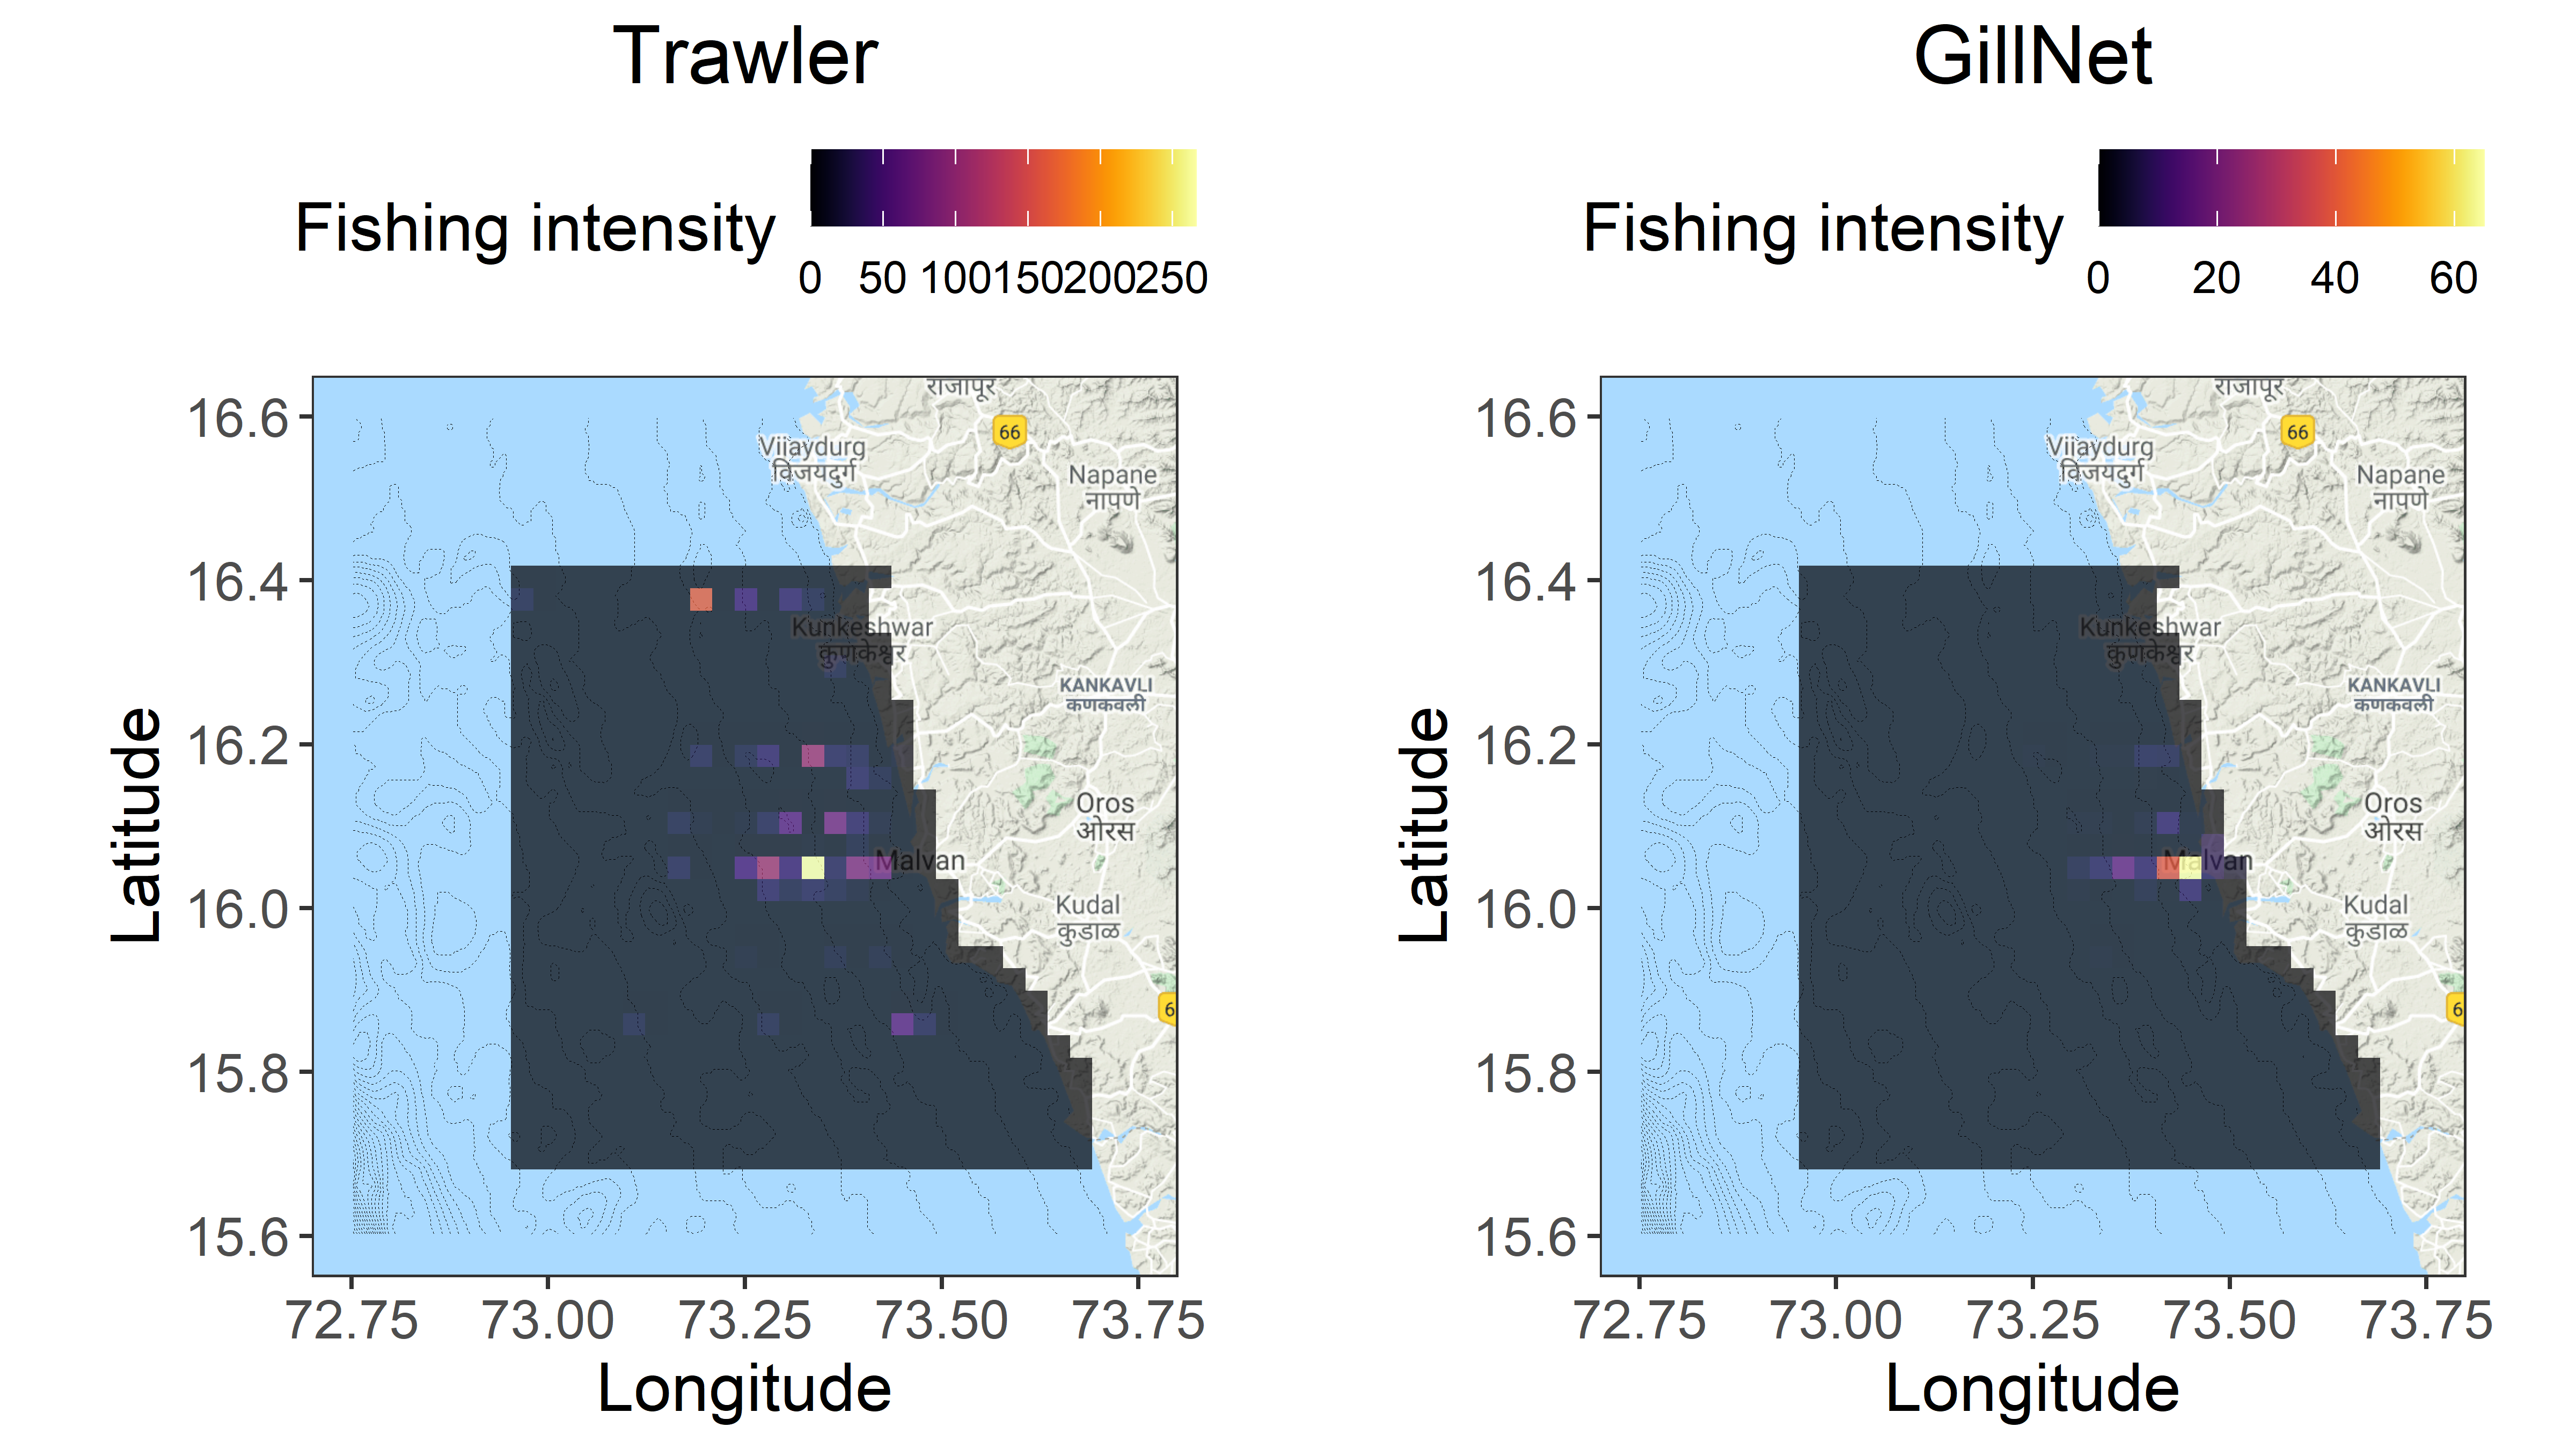 Trawler
Fishing intensity
0 50 100 150 200 250
16.6
16.4
16.2
16.0
15.8
15.6
Latitude
राजापूर
66
Vijaydurg
विजयदुर्ग
Napane
नापणे
Kunkeshwar
कुणकेश्वर
KANKAVLI
कणकवली
Oros
ओरस
Malvan
Kudal
कुडाळ
6
72.75 73.00 73.25 73.50 73.75
Longitude
GillNet
Fishing intensity
0 20 40 60
16.6
16.4
16.2
16.0
15.8
15.6
Latitude
राजापूर
66
Vijaydurg
विजयदुर्ग
Napane
नापणे
Kunkeshwar
कुणकेश्वर
KANKAVLI
कणकवली
Oros
ओरस
Malvan
Kudal
कुडाळ
6
72.75 73.00 73.25 73.50 73.75
Longitude